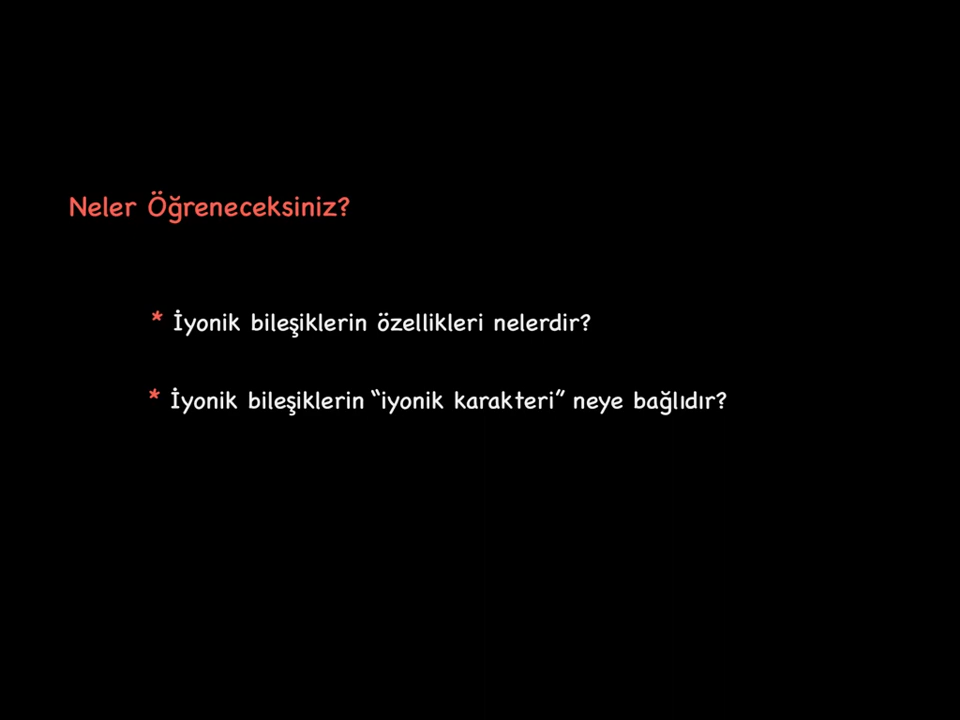 Neler Öğreneceksiniz?
* İyonik bileşiklerin özellikleri nelerdir?
* İyonik bileşiklerin “iyonik karakteri” neye bağlıdır?